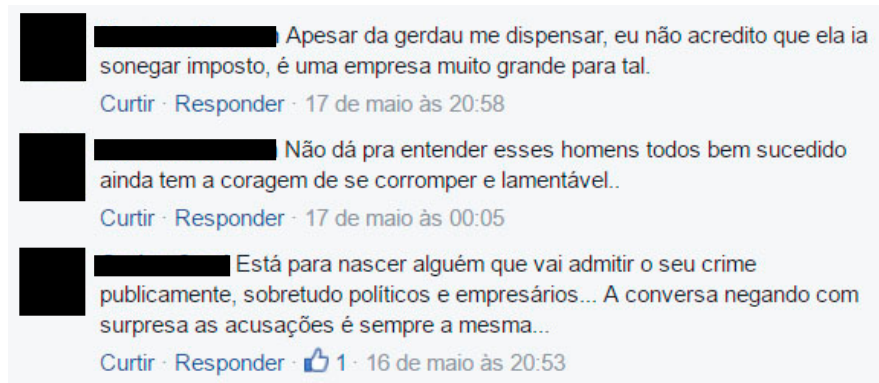 Apesar da gerdau me dispensar, eu não acredito que ela ia
sonegar imposto, é uma empresa muito grande para tal.
Curtir · Responder · 17 de maio às 20:58
Não dá pra entender esses homens todos bem sucedido
ainda tem a coragem de se corromper e lamentável..
Curtir · Responder · 17 de maio às 00:05
Está para nascer alguém que vai admitir o seu crime
publicamente, sobretudo políticos e empresários... A conversa negando com
surpresa as acusações é sempre a mesma...
Curtir · Responder · 1 · 16 de maio às 20:53